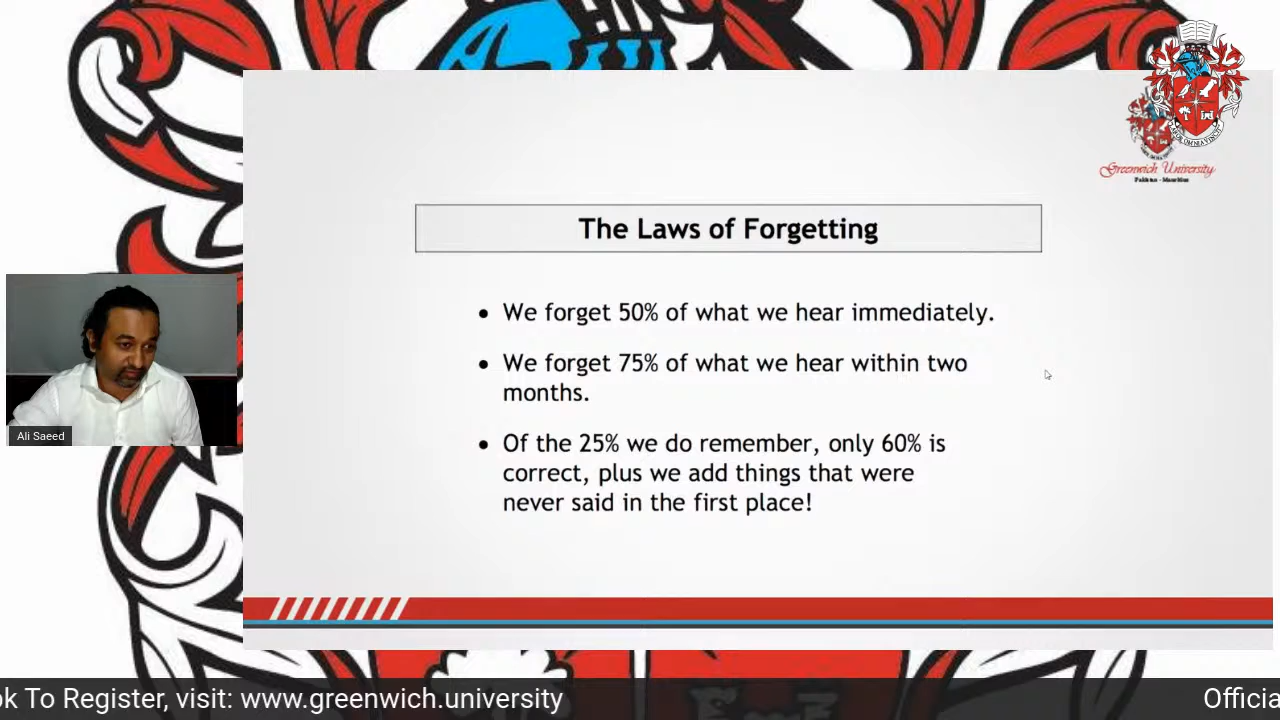 Greenwich University
Pakistan - Mauritius
The Laws of Forgetting
• We forget 50% of what we hear immediately.
• We forget 75% of what we hear within two
months.
• Of the 25% we do remember, only 60% is
correct, plus we add things that were
never said in the first place!
Ali Saeed
ok To Register, visit: www.greenwich.university
Officia